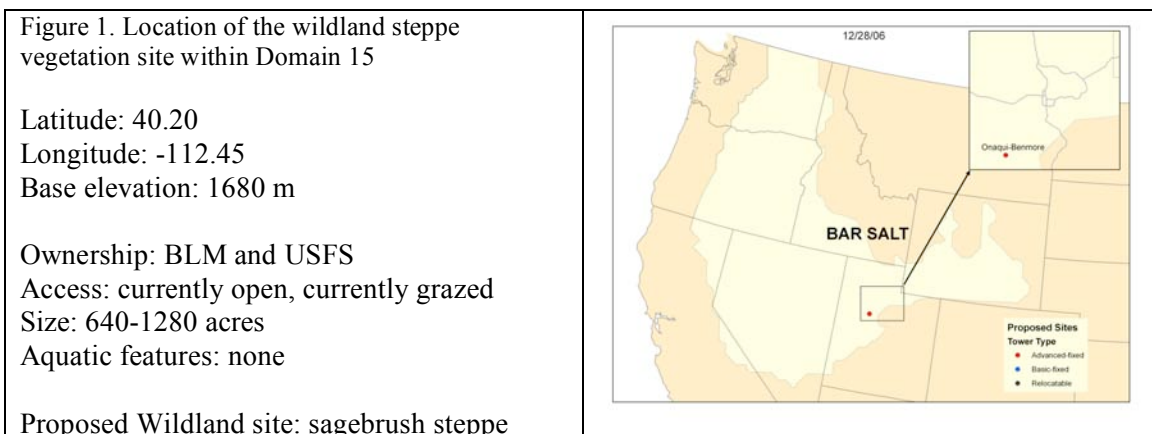 Figure 1. Location of the wildland steppe
vegetation site within Domain 15
Latitude: 40.20
Longitude: -112.45
Base elevation: 1680 m
Ownership: BLM and USFS
Access: currently open, currently grazed
Size: 640-1280 acres
Aquatic features: none
Proposed Wildland site: sagebrush steppe
12/28/06
Onaqui-Benmore
BAR SALT
Proposed Sites
Tower Type
Advanced-fixed
Basic-fixed
Relocatable